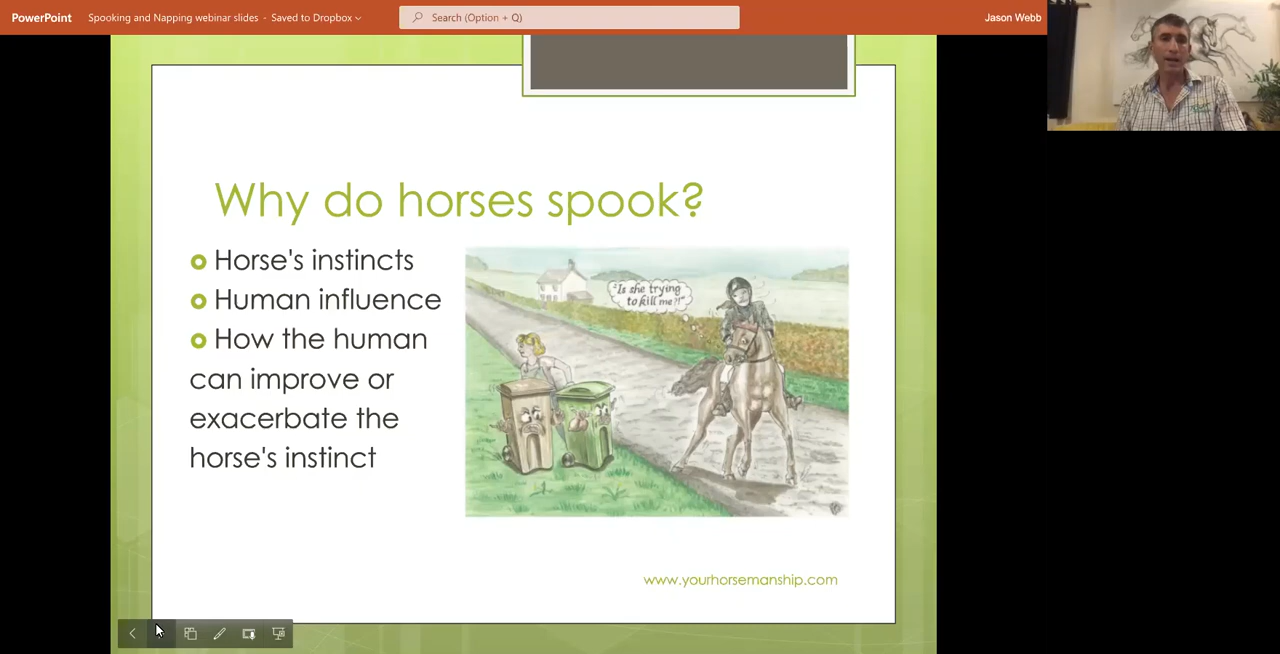 PowerPoint
Spooking and Napping webinar slides - Saved to Dropbox
Search (Option + Q)
Jason Webb
Why do horses spook?
Horse's instincts
Human influence
How the human
can improve or
exacerbate the
horse's instinct
"Is she trying
to kill me?!"
www.yourhorsemanship.com